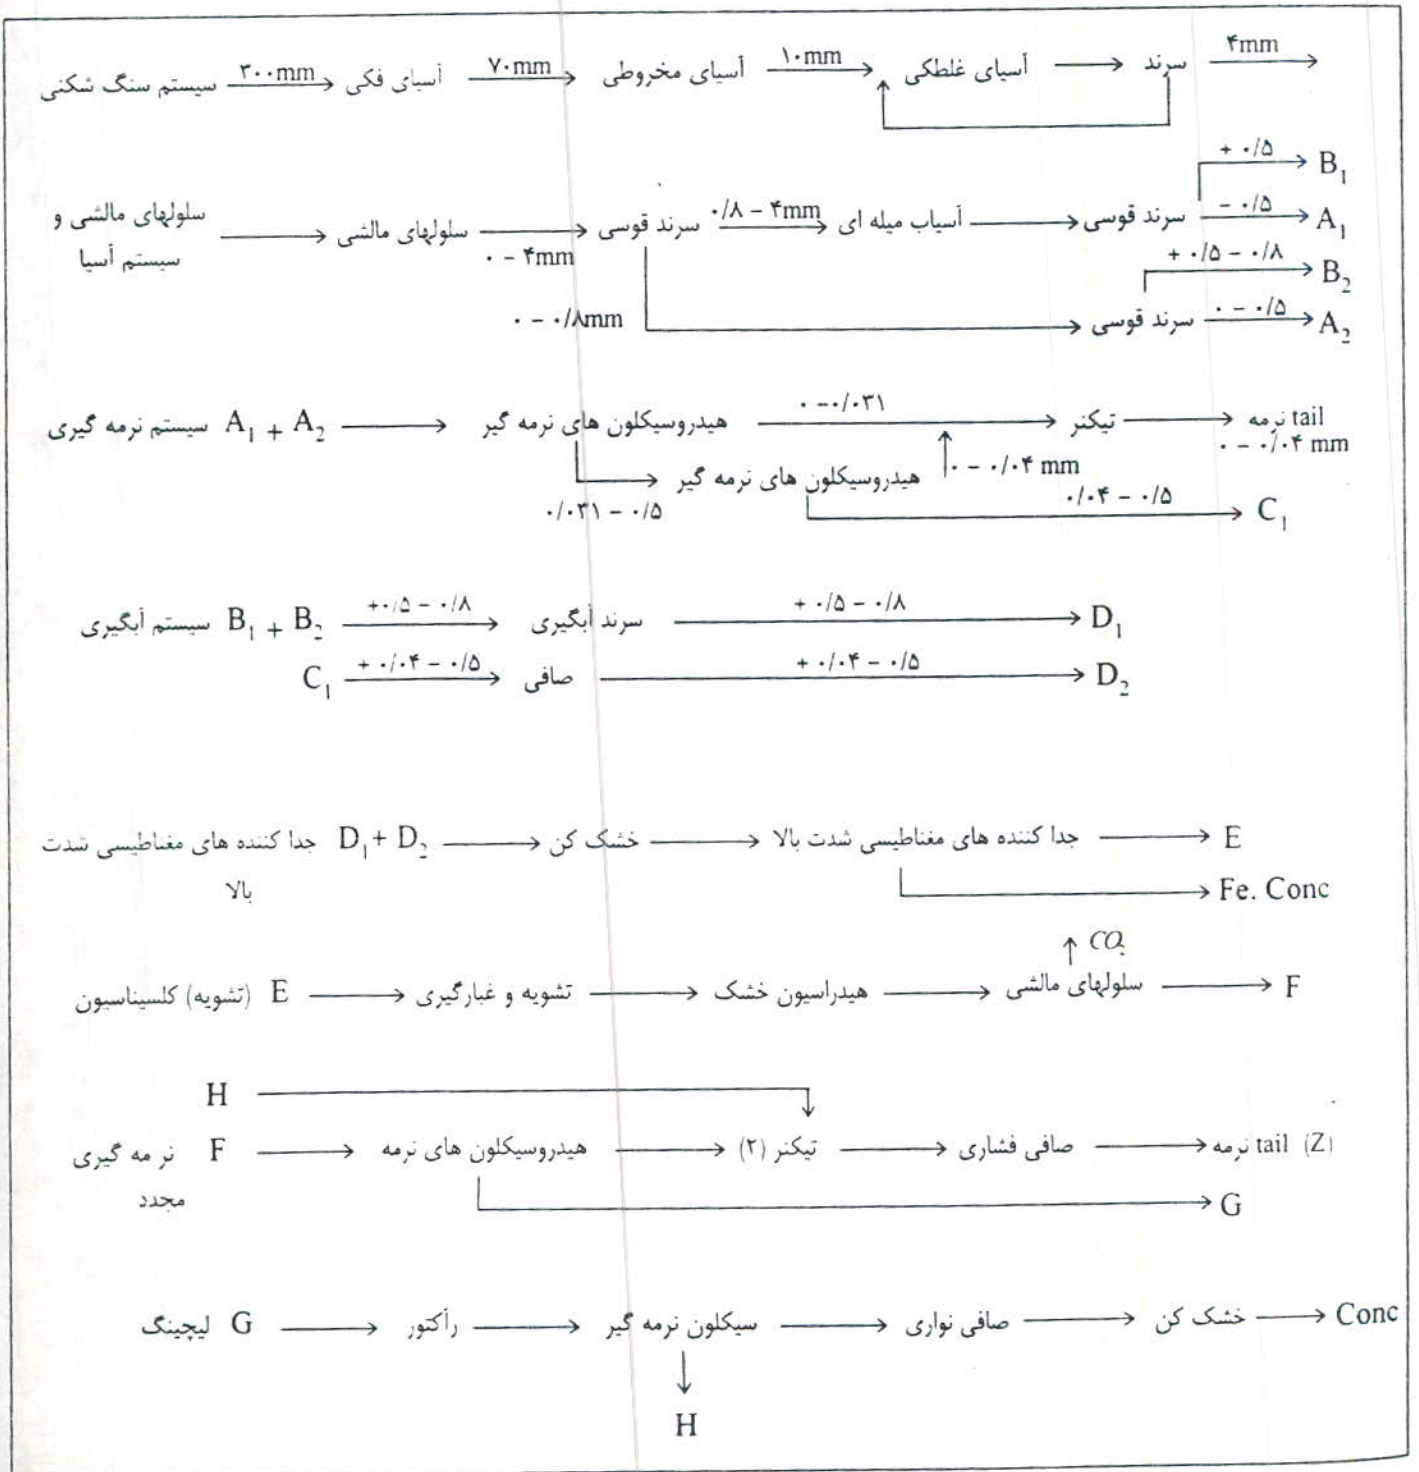 سیستم سنگ شکنی ۳۰۰mm آسیای فکی ۷۰mm آسیای مخروطی ۱۰mm آسیای غلطکی سرند ۴mm
+ ۰/۵ B₁
سلولهای مالشی و سیستم آسیا سلولهای مالشی ۰ - ۴mm سرند قوسی ۰/۸ - ۴mm آسیاب میله ای سرند قوسی - ۰/۵ A₁
+ ۰/۵ - ۰/۸ B₂
۰ - ۰/۸mm سرند قوسی ۰ - ۰/۵ A₂
سیستم نرمه گیری A₁ + A₂ هیدروسیکلون های نرمه گیر ۰ -۰/۰۳۱ تیکنر نرمه tail
۰ - ۰/۰۴ mm
هیدروسیکلون های نرمه گیر ۰ - ۰/۰۴ mm
۰/۰۳۱ - ۰/۵ ۰/۰۴ - ۰/۵ C₁
سیستم آبگیری B₁ + B₂ +۰/۵ - ۰/۸ سرند آبگیری + ۰/۵ - ۰/۸ D₁
C₁ + ۰/۰۴ - ۰/۵ صافی + ۰/۰۴ - ۰/۵ D₂
جدا کننده های مغناطیسی شدت بالا D₁+ D₂ خشک کن جدا کننده های مغناطیسی شدت بالا E
Fe. Conc
CO₂
کلسیناسیون (تشویه) E تشویه و غبارگیری هیدراسیون خشک سلولهای مالشی F
H
نرمه گیری مجدد F هیدروسیکلون های نرمه تیکنر (۲) صافی فشاری نرمه tail (Z)
G
لیچینگ G رآکتور سیکلون نرمه گیر صافی نواری خشک کن Conc
H